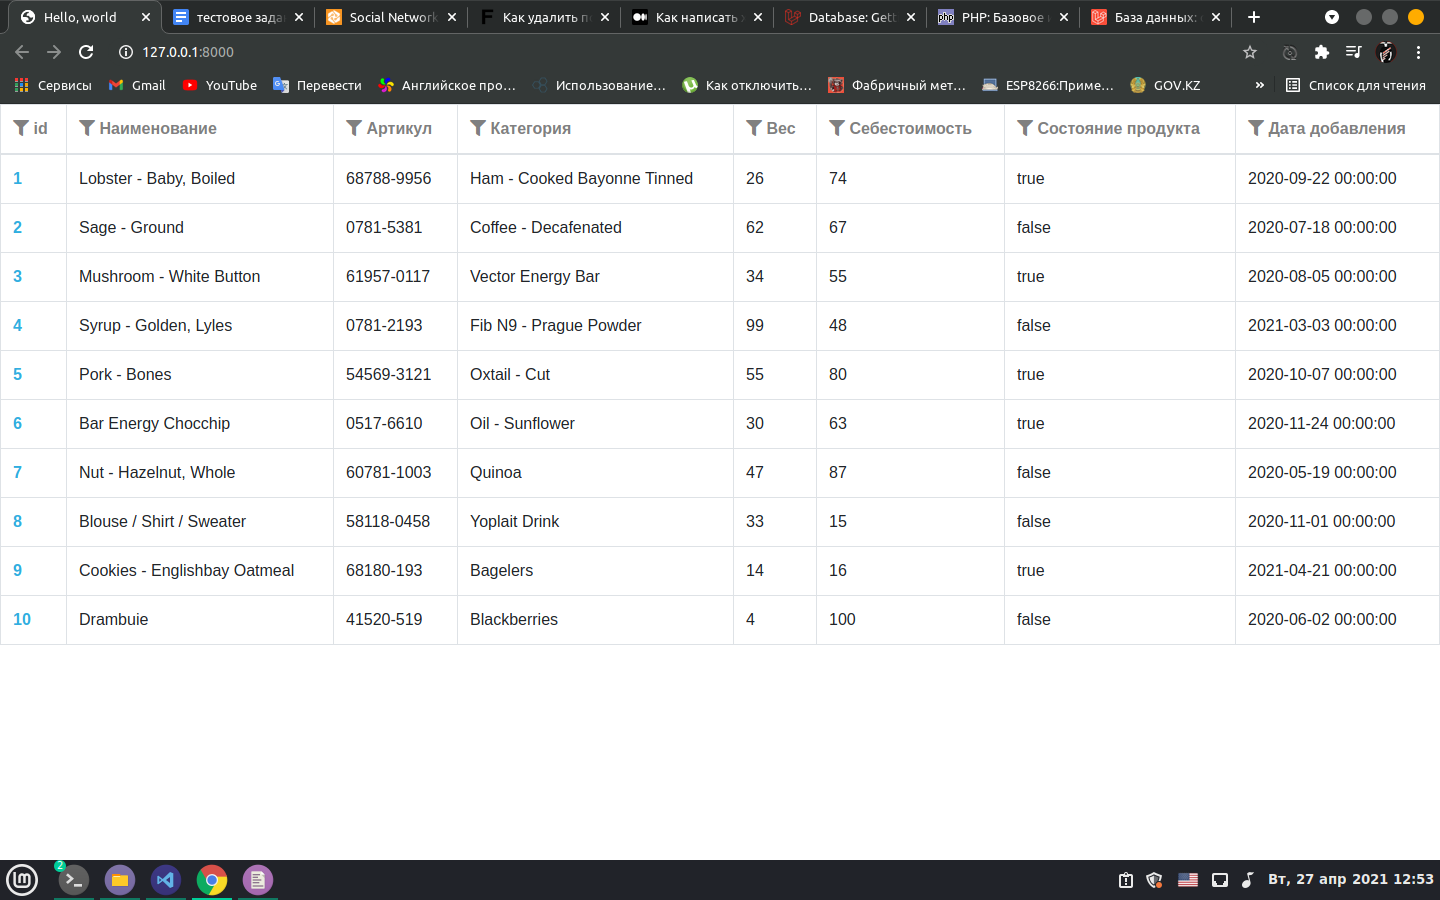 Hello, world
тестовое зада
Social Network
Как удалить п
Как написать
Database: Gett
PHP: Базовое
База данных:
127.0.0.1:8000
Сервисы
Gmail
YouTube
Перевести
Английское про...
Использование...
Как отключить...
Фабричный мет...
ESP8266:Приме...
GOV.KZ
»
Список для чтения
id Наименование Артикул Категория Вес Себестоимость Состояние продукта Дата добавления
1 Lobster - Baby, Boiled 68788-9956 Ham - Cooked Bayonne Tinned 26 74 true 2020-09-22 00:00:00
2 Sage - Ground 0781-5381 Coffee - Decafenated 62 67 false 2020-07-18 00:00:00
3 Mushroom - White Button 61957-0117 Vector Energy Bar 34 55 true 2020-08-05 00:00:00
4 Syrup - Golden, Lyles 0781-2193 Fib N9 - Prague Powder 99 48 false 2021-03-03 00:00:00
5 Pork - Bones 54569-3121 Oxtail - Cut 55 80 true 2020-10-07 00:00:00
6 Bar Energy Chocchip 0517-6610 Oil - Sunflower 30 63 true 2020-11-24 00:00:00
7 Nut - Hazelnut, Whole 60781-1003 Quinoa 47 87 false 2020-05-19 00:00:00
8 Blouse / Shirt / Sweater 58118-0458 Yoplait Drink 33 15 false 2020-11-01 00:00:00
9 Cookies - Englishbay Oatmeal 68180-193 Bagelers 14 16 true 2021-04-21 00:00:00
10 Drambuie 41520-519 Blackberries 4 100 false 2020-06-02 00:00:00
2
Вт, 27 апр 2021 12:53